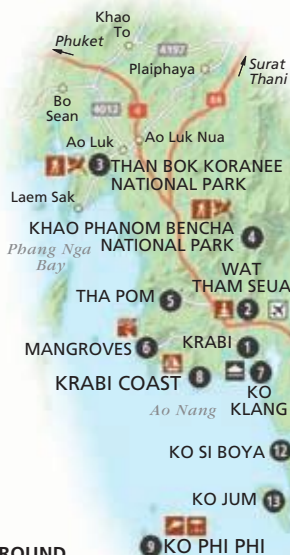 Khao
To
Phuket
4197
Surat
Thani
Plaiphaya
Bo
Sean
4012
4
44
Ao Luk
Ao Luk Nua
3 THAN BOK KORANEE
NATIONAL PARK
Laem Sak
KHAO PHANOM BENCHA
NATIONAL PARK 4
Phang Nga
Bay
WAT
THAM SEUA
2
THA POM 5
MANGROVES 6
KRABI 1
KRABI COAST 8
7
KO
KLANG
Ao Nang
KO SI BOYA 12
KO JUM 13
ROUND
9 KO PHI PHI